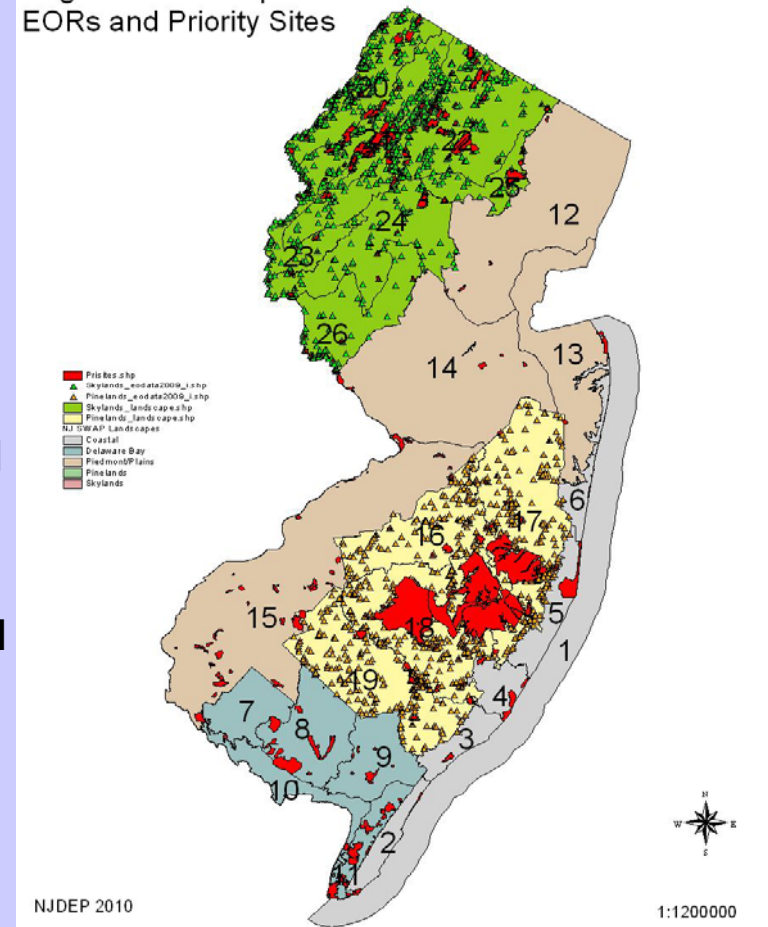 EORs and Priority Sites
20
21
22
25
12
24
23
26
14
13
Prisites.shp
Skylands_eodata2009_i.shp
Pinelands_eodata2009_i.shp
Skylands_landscape.shp
Pinelands_landscape.shp
NJ SWAP Landscapes
Coastal
Delaware Bay
Piedmont/Plains
Pinelands
Skylands
6
17
16
5
15
18
1
19
4
7
8
3
9
10
2
11
N
W E
S
NJDEP 2010
1:1200000